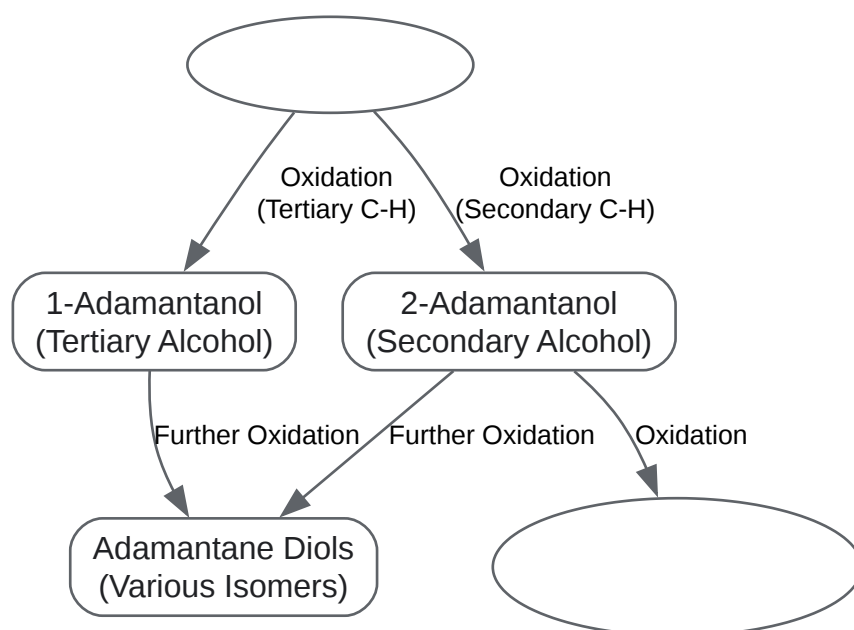 Oxidation
(Tertiary C-H)
Oxidation
(Secondary C-H)
1-Adamantanol
(Tertiary Alcohol)
2-Adamantanol
(Secondary Alcohol)
Further Oxidation
Further Oxidation
Oxidation
Adamantane Diols
(Various Isomers)